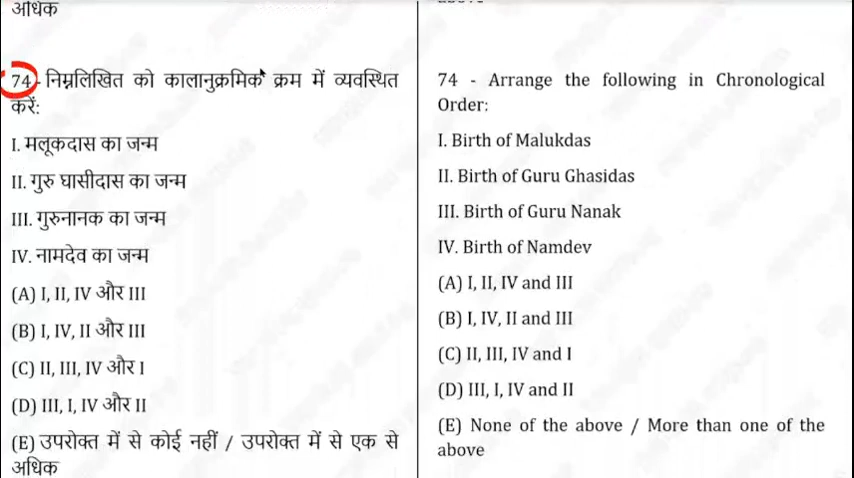 अधिक
74 - निम्नलिखित को कालानुक्रमिक क्रम में व्यवस्थित
करें:
I. मलूकदास का जन्म
II. गुरु घासीदास का जन्म
III. गुरुनानक का जन्म
IV. नामदेव का जन्म
(A) I, II, IV और III
(B) I, IV, II और III
(C) II, III, IV और I
(D) III, I, IV और II
(E) उपरोक्त में से कोई नहीं / उपरोक्त में से एक से
अधिक
74 - Arrange the following in Chronological
Order:
I. Birth of Malukdas
II. Birth of Guru Ghasidas
III. Birth of Guru Nanak
IV. Birth of Namdev
(A) I, II, IV and III
(B) I, IV, II and III
(C) II, III, IV and I
(D) III, I, IV and II
(E) None of the above / More than one of the
above